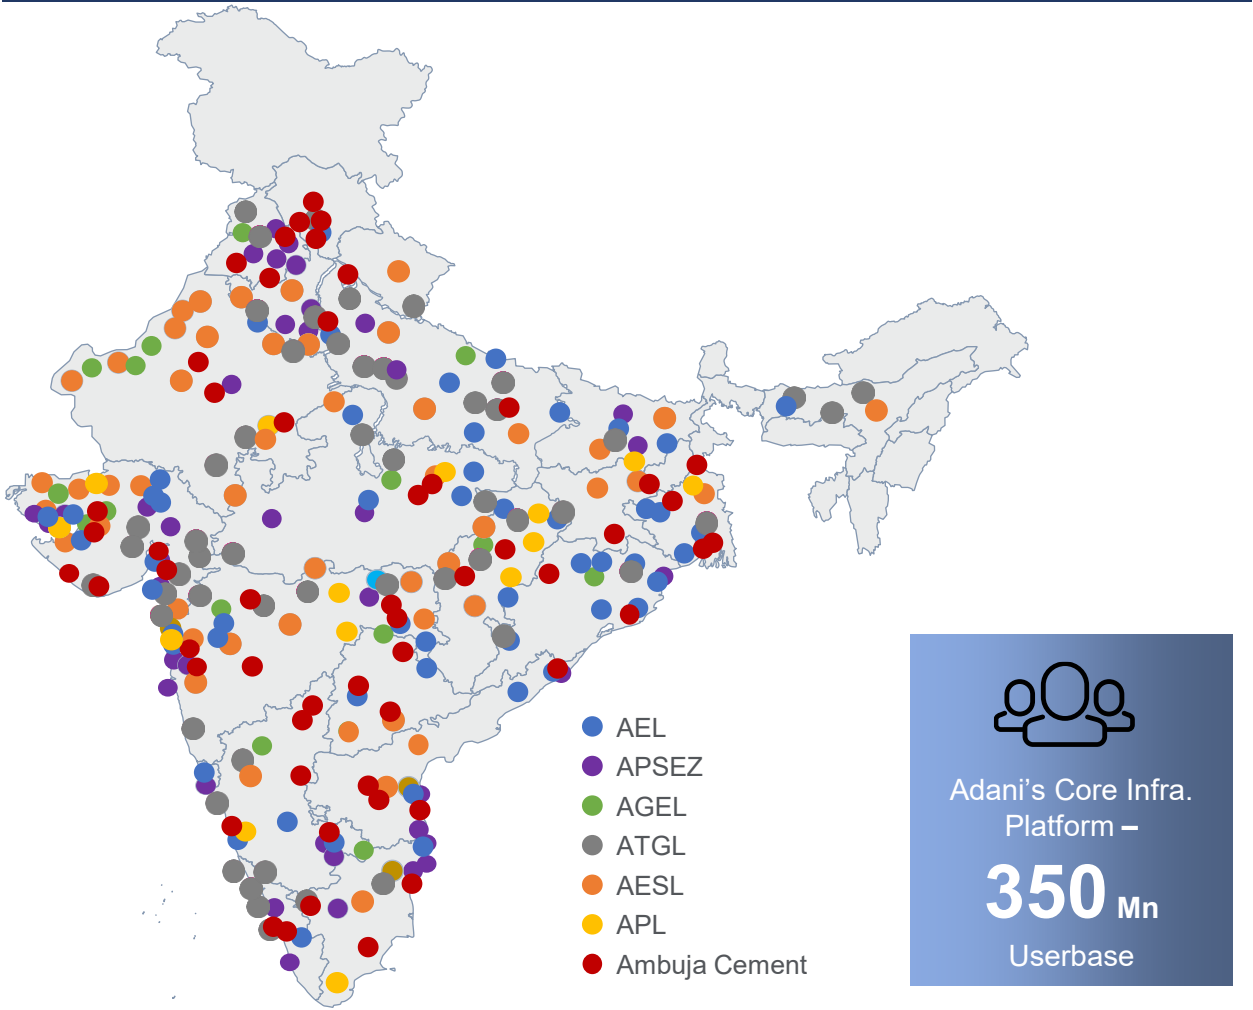 AEL
APSEZ
AGEL
ATGL
AESL
APL
Ambuja Cement
Adani’s Core Infra.
Platform –
350 Mn
Userbase